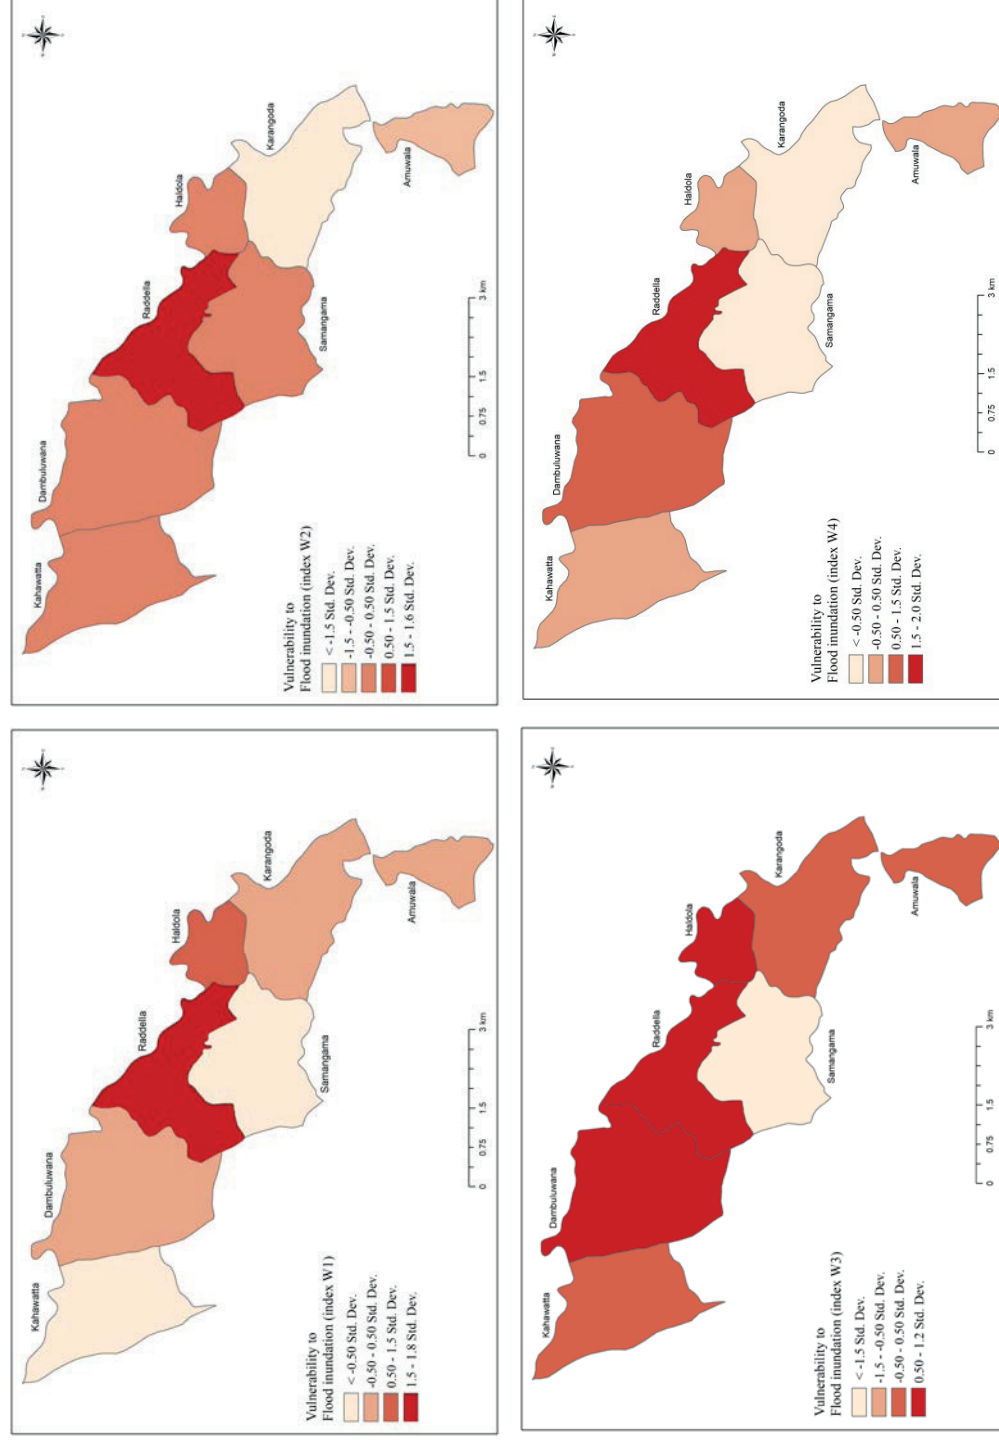 Kahawatta
Dambuluwana
Raddella
Haldola
Karangoda
Samangama
Amuwala
Vulnerability to
Flood inundation (index W1)
< -0.50 Std. Dev.
-0.50 - 0.50 Std. Dev.
0.50 - 1.5 Std. Dev.
1.5 - 1.8 Std. Dev.
0 0.75 1.5 3 km
Kahawatta
Dambuluwana
Raddella
Haldola
Karangoda
Samangama
Amuwala
Vulnerability to
Flood inundation (index W2)
< -1.5 Std. Dev.
-1.5 - -0.50 Std. Dev.
-0.50 - 0.50 Std. Dev.
0.50 - 1.5 Std. Dev.
1.5 - 1.6 Std. Dev.
0 0.75 1.5 3 km
Kahawatta
Dambuluwana
Raddella
Haldola
Karangoda
Samangama
Amuwala
Vulnerability to
Flood inundation (index W3)
< -1.5 Std. Dev.
-1.5 - -0.50 Std. Dev.
-0.50 - 0.50 Std. Dev.
0.50 - 1.2 Std. Dev.
0 0.75 1.5 3 km
Kahawatta
Dambuluwana
Raddella
Haldola
Karangoda
Samangama
Amuwala
Vulnerability to
Flood inundation (index W4)
< -0.50 Std. Dev.
-0.50 - 0.50 Std. Dev.
0.50 - 1.5 Std. Dev.
1.5 - 2.0 Std. Dev.
0 0.75 1.5 3 km